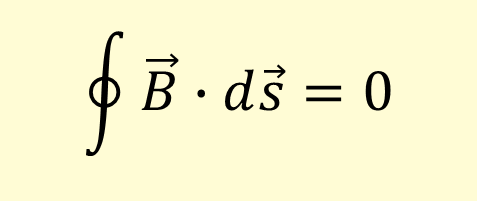 ∮ B⃗ · ds⃗ = 0